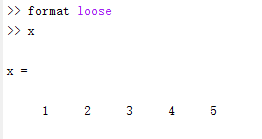 >> format loose
>> x
x =
1 2 3 4 5